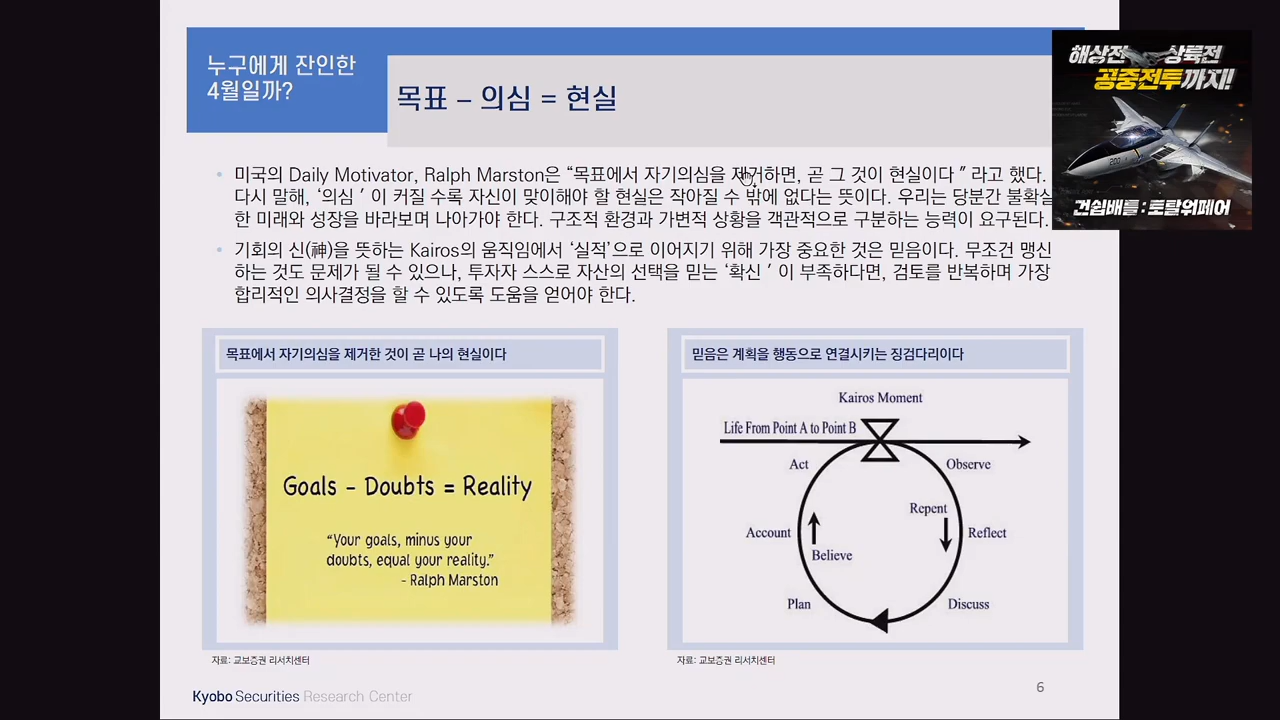 누구에게 잔인한
4월일까?
목표 – 의심 = 현실
• 미국의 Daily Motivator, Ralph Marston은 “목표에서 자기의심을 제거하면, 곧 그 것이 현실이다 ″ 라고 했다.
다시 말해, ‘의심 ′ 이 커질 수록 자신이 맞이해야 할 현실은 작아질 수 밖에 없다는 뜻이다. 우리는 당분간 불확실
한 미래와 성장을 바라보며 나아가야 한다. 구조적 환경과 가변적 상황을 객관적으로 구분하는 능력이 요구된다.
• 기회의 신(神)을 뜻하는 Kairos의 움직임에서 ‘실적’으로 이어지기 위해 가장 중요한 것은 믿음이다. 무조건 맹신
하는 것도 문제가 될 수 있으나, 투자자 스스로 자산의 선택을 믿는 ‘확신 ′ 이 부족하다면, 검토를 반복하며 가장
합리적인 의사결정을 할 수 있도록 도움을 얻어야 한다.
해상전 상륙전
공중전투까지!
200
건쉽배틀:토탈워페어
목표에서 자기의심을 제거한 것이 곧 나의 현실이다
Goals - Doubts = Reality
“Your goals, minus your
doubts, equal your reality.”
- Ralph Marston
자료: 교보증권 리서치센터
믿음은 계획을 행동으로 연결시키는 징검다리이다
Kairos Moment
Life From Point A to Point B
Act
Observe
Repent
Account
Reflect
Believe
Plan
Discuss
자료: 교보증권 리서치센터
Kyobo Securities Research Center
6